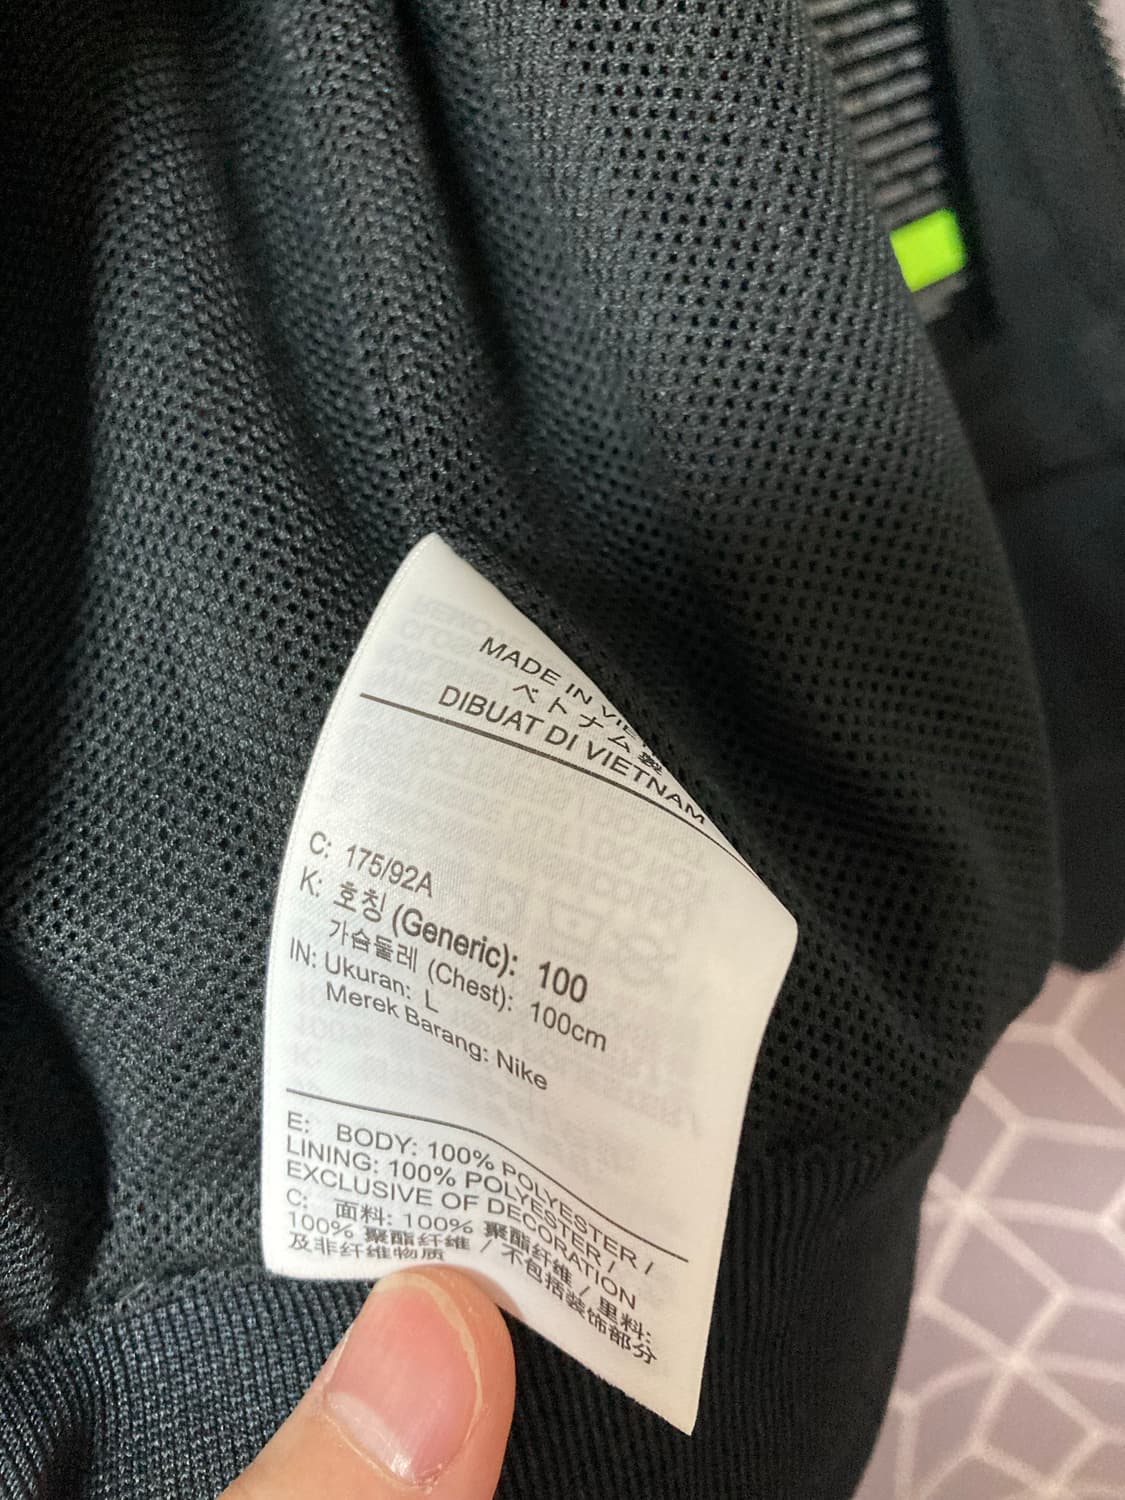 MADE IN VIE
ベトナム製
DIBUAT DI VIETNAM
C: 175/92A
K: 호칭 (Generic): 100
가슴둘레 (Chest): 100cm
IN: Ukuran: L
Merek Barang: Nike
E: BODY: 100% POLYESTER /
LINING: 100% POLYESTER /
EXCLUSIVE OF DECORATION
C: 面料: 100% 聚酯纤维 / 里料:
100% 聚酯纤维 / 不包括装饰部分
及非纤维物质